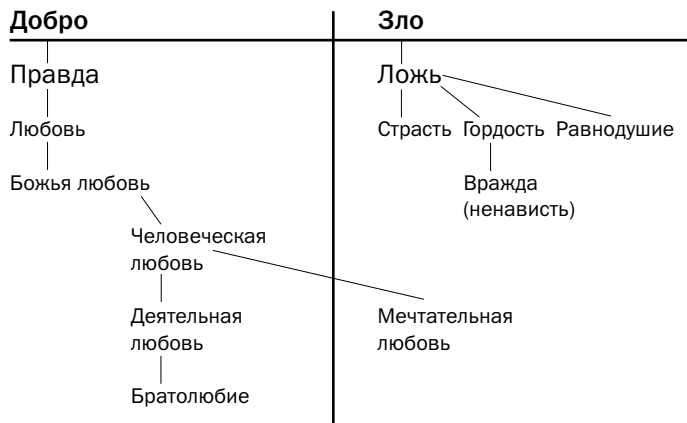 Добро
Зло
Правда
Ложь
Любовь
Страсть
Гордость
Равнодушие
Божья любовь
Вражда
(ненависть)
Человеческая
любовь
Деятельная
любовь
Мечтательная
любовь
Братолюбие